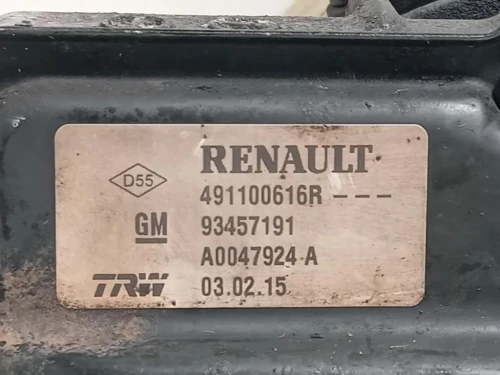 RENAULT
D55
491100616R ---
GM
93457191
A0047924 A
TRW
03.02.15